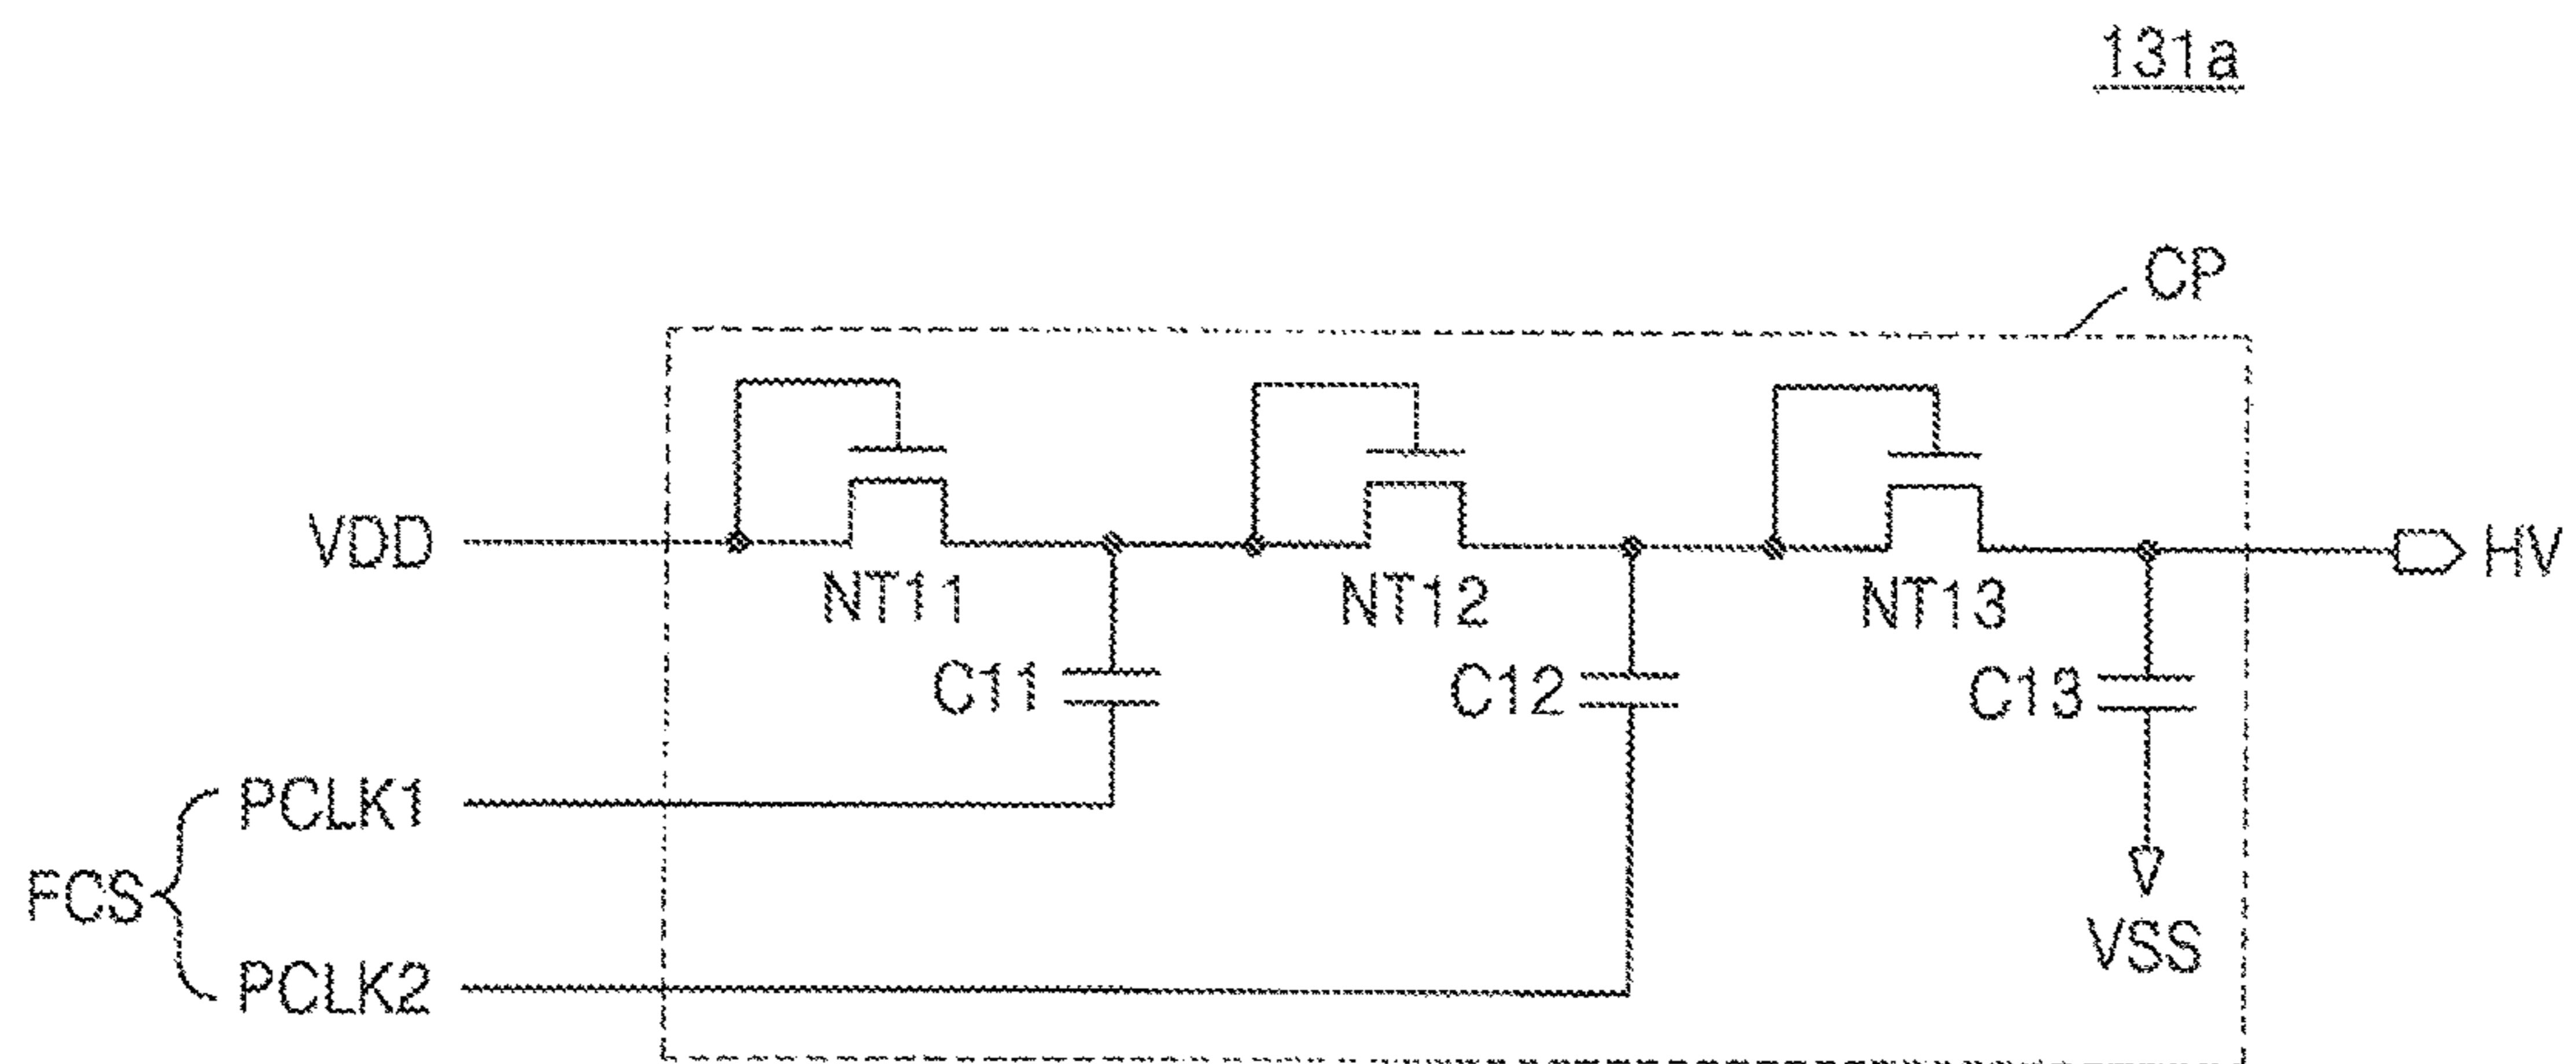 131a
CP
VDD
NT11
NT12
NT13
HV
C11
C12
C13
PCLK1
FCS
PCLK2
VSS